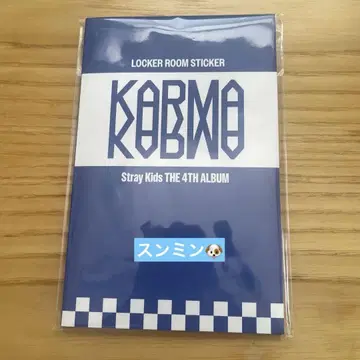 LOCKER ROOM STICKER
KARMA
Stray Kids THE 4TH ALBUM
スンミン🐶